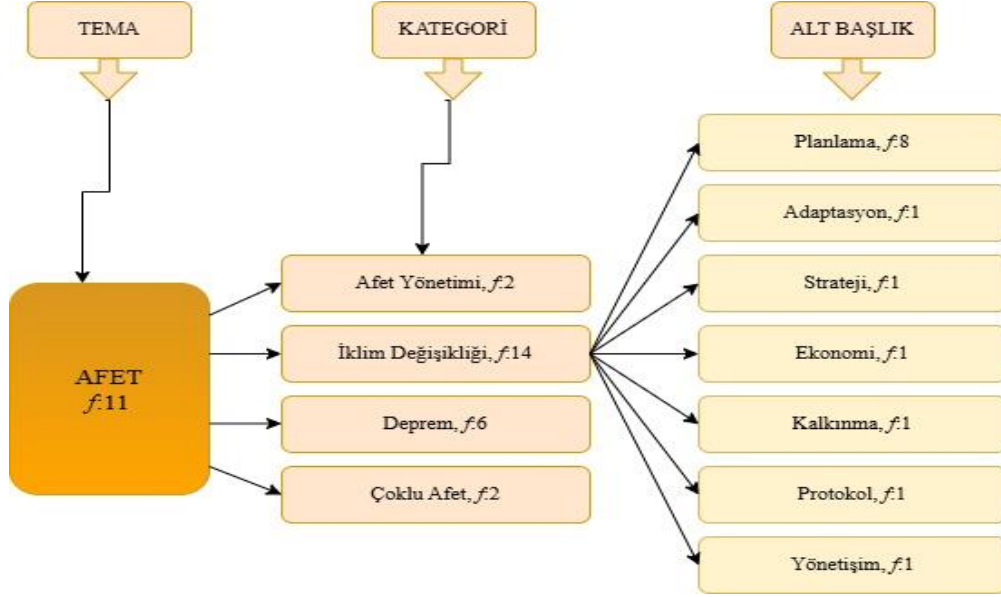 TEMA
KATEGORİ
ALT BAŞLIK
AFET
f:11
Afet Yönetimi, f:2
İklim Değişikliği, f:14
Deprem, f:6
Çoklu Afet, f:2
Planlama, f:8
Adaptasyon, f:1
Strateji, f:1
Ekonomi, f:1
Kalkınma, f:1
Protokol, f:1
Yönetişim, f:1